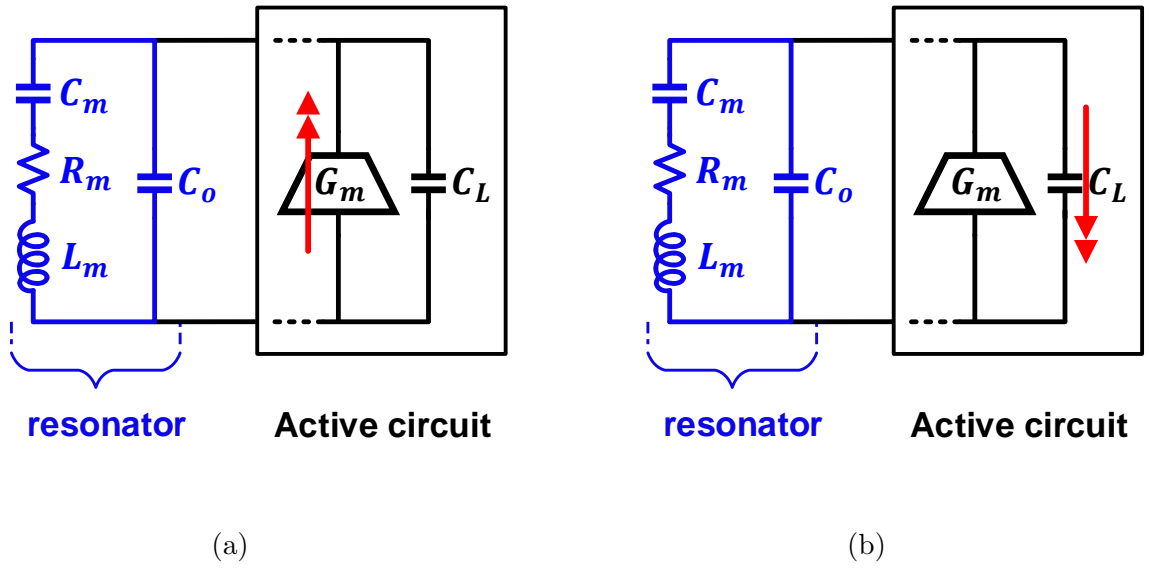 C_m
R_m
C_o
G_m
C_L
L_m
resonator
Active circuit
(a)
C_m
R_m
C_o
G_m
C_L
L_m
resonator
Active circuit
(b)